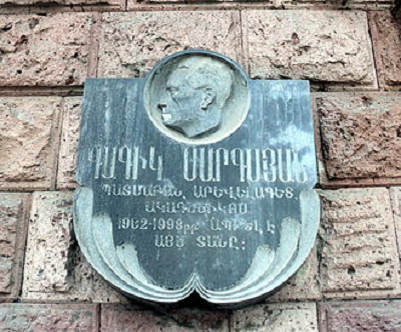 ԳԱԳԻԿ ՍԱՐԳՍՅԱՆ
ՊԱՏՄԱԲԱՆ, ԱՐԵՎԵԼԱԳԵՏ,
ԱԿԱԴԵՄԻԿՈՍ
1962-1998թթ ԱՊՐԵԼ Է
ԱՅՍ ՏԱՆԸ: